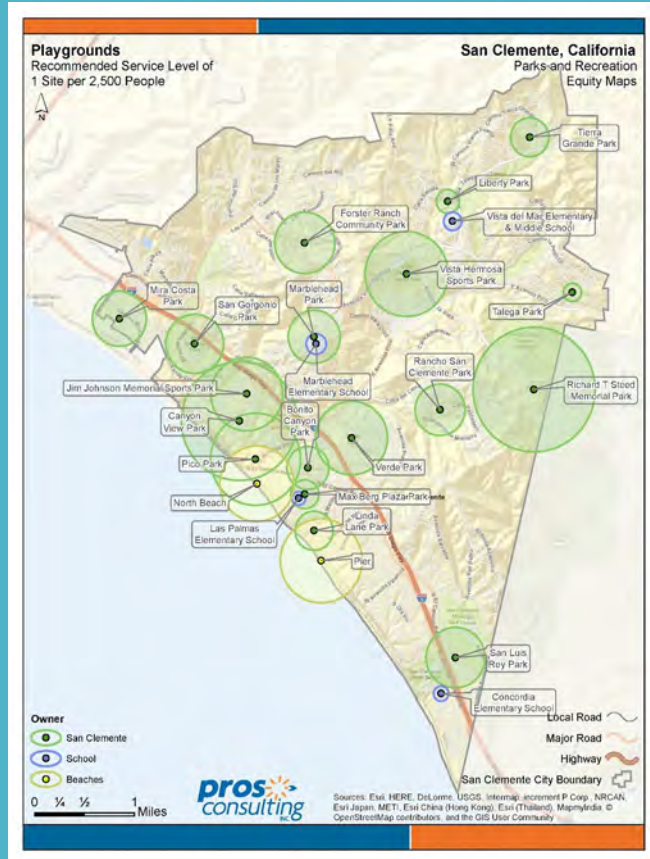 Playgrounds
Recommended Service Level of
1 Site per 2,500 People
San Clemente, California
Parks and Recreation
Equity Maps
N
Tierra
Grande Park
Liberty Park
Vista del Mar Elementary
& Middle School
Forster Ranch
Community Park
Vista Hermosa
Sports Park
Mira Costa
Park
San Gorgonio
Park
Marblehead
Park
Talega Park
Marblehead
Elementary School
Rancho San
Clemente Park
Richard T Steed
Memorial Park
Jim Johnson Memorial Sports Park
Canyon
View Park
Bonito
Canyon
Park
Pico Park
Verde Park
North Beach
Max Berg Plaza Park
Las Palmas
Elementary School
Linda
Lane Park
Pier
San Luis
Rey Park
Concordia
Elementary School
Owner
San Clemente
School
Beaches
0 ¼ ½ 1
Miles
pros
consulting
INC
Local Road
Major Road
Highway
San Clemente City Boundary
Sources: Esri, HERE, DeLorme, USGS, Intermap, increment P Corp., NRCAN,
Esri Japan, METI, Esri China (Hong Kong), Esri (Thailand), MapmyIndia, ©
OpenStreetMap contributors, and the GIS User Community